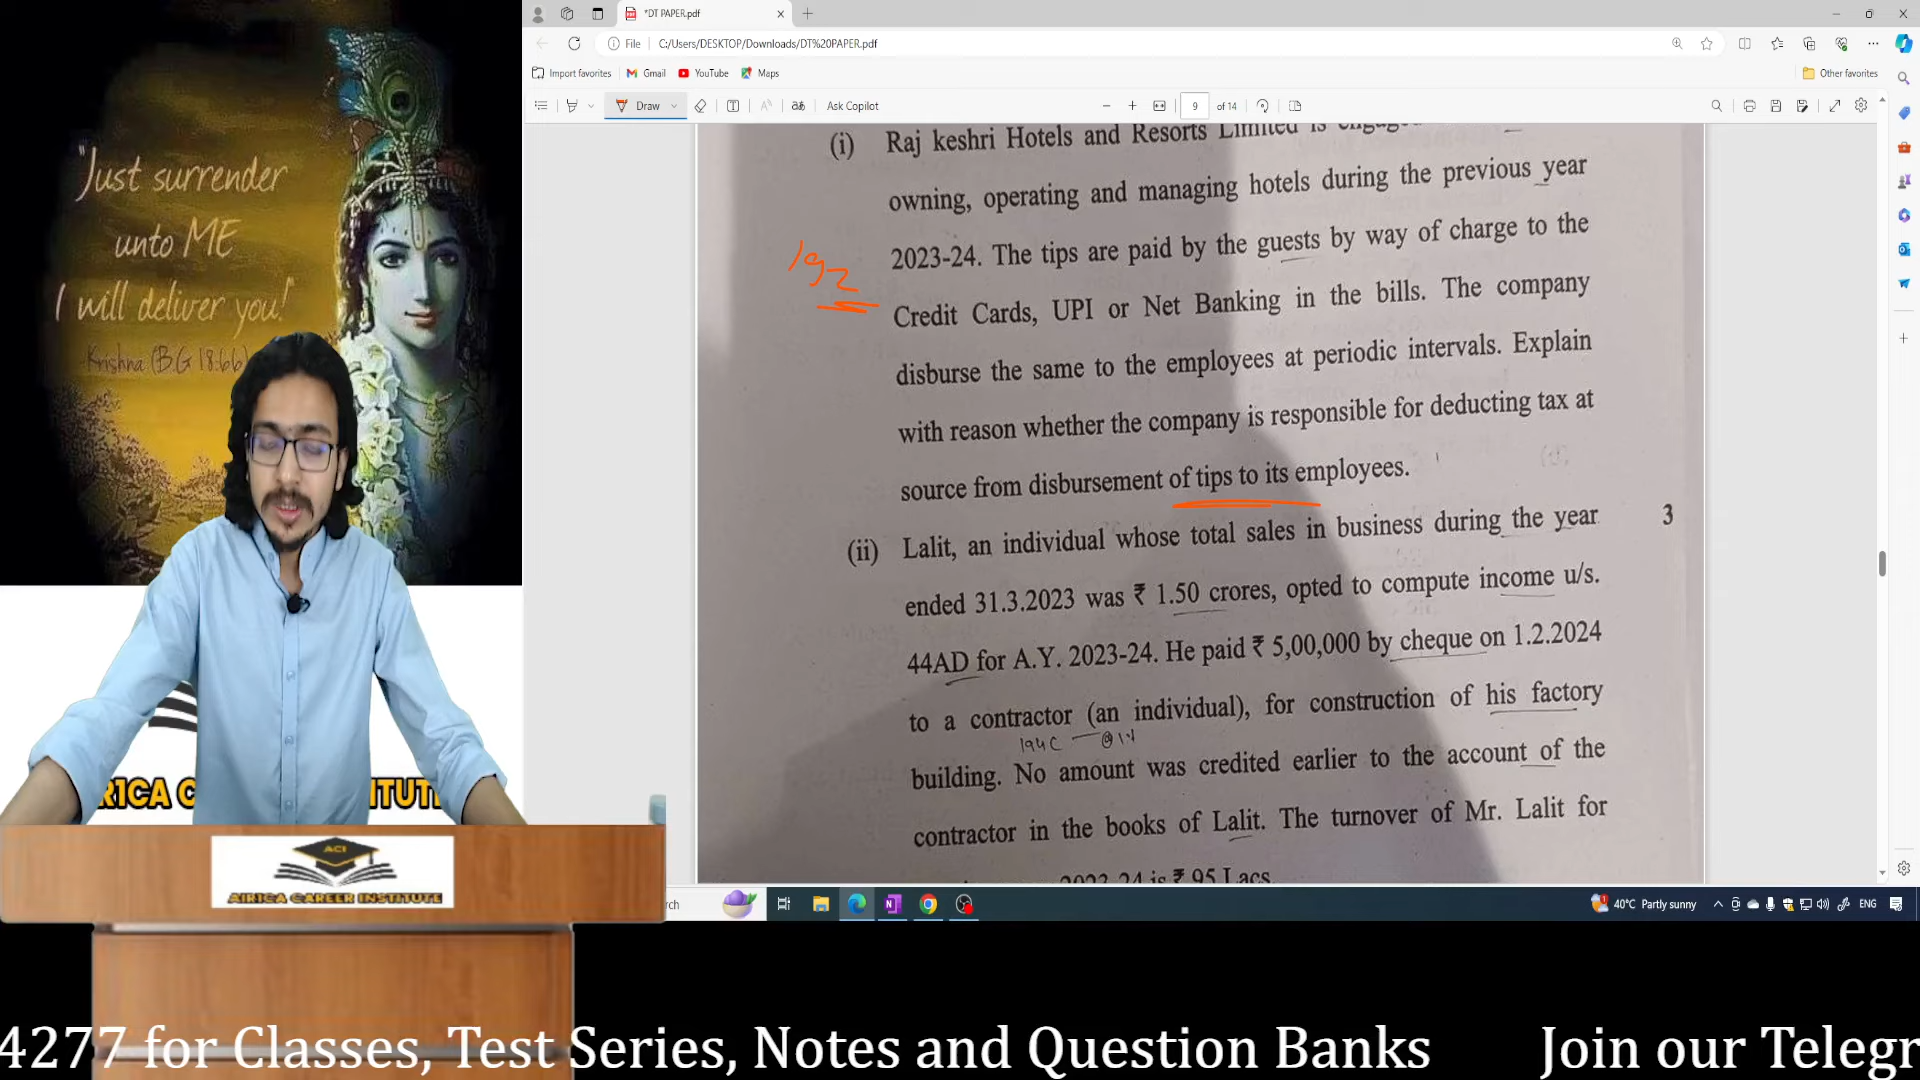 "Just surrender
unto ME
I will deliver you!"
Krishna (B.G 18.66)
ACI
AIRICA CAREER INSTITUTE
*DT PAPER.pdf
File
C:/Users/DESKTOP/Downloads/DT%20PAPER.pdf
Import favorites
Gmail
YouTube
Maps
Other favorites
Draw
Ask Copilot
9 of 14
(i) Raj keshri Hotels and Resorts Limited is
owning, operating and managing hotels during the previous year
2023-24. The tips are paid by the guests by way of charge to the
192
Credit Cards, UPI or Net Banking in the bills. The company
disburse the same to the employees at periodic intervals. Explain
with reason whether the company is responsible for deducting tax at
source from disbursement of tips to its employees.
(ii) Lalit, an individual whose total sales in business during the year 3
ended 31.3.2023 was ₹ 1.50 crores, opted to compute income u/s.
44AD for A.Y. 2023-24. He paid ₹ 5,00,000 by cheque on 1.2.2024
to a contractor (an individual), for construction of his factory
194C @1%
building. No amount was credited earlier to the account of the
contractor in the books of Lalit. The turnover of Mr. Lalit for
2023-24 is ₹ 95 Lacs.
40°C Partly sunny
ENG
4277 for Classes, Test Series, Notes and Question Banks
Join our Telegr